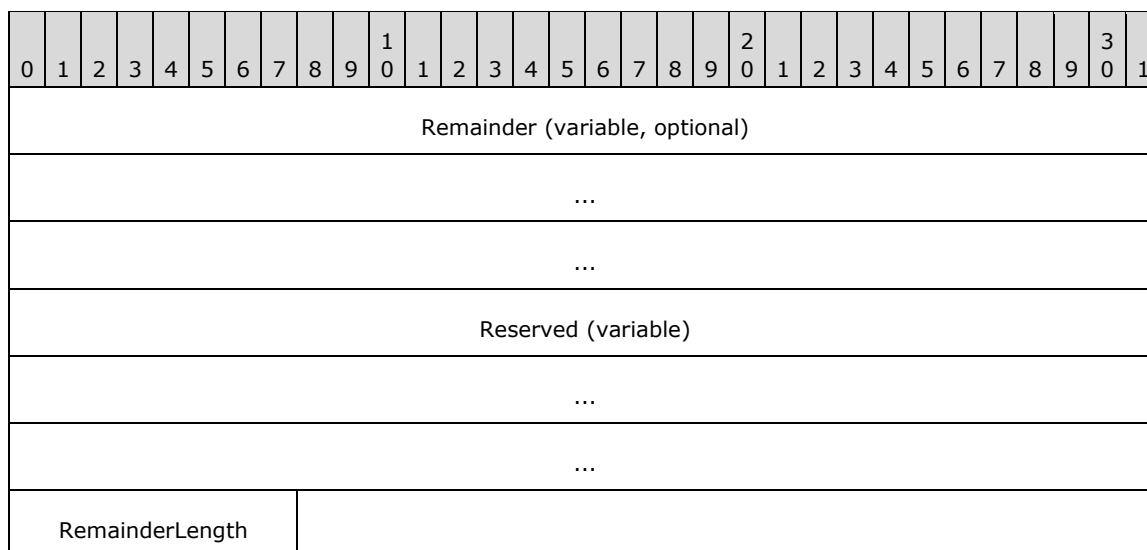 1 2 3
0 1 2 3 4 5 6 7 8 9 0 1 2 3 4 5 6 7 8 9 0 1 2 3 4 5 6 7 8 9 0 1
Remainder (variable, optional)
...
...
Reserved (variable)
...
...
RemainderLength